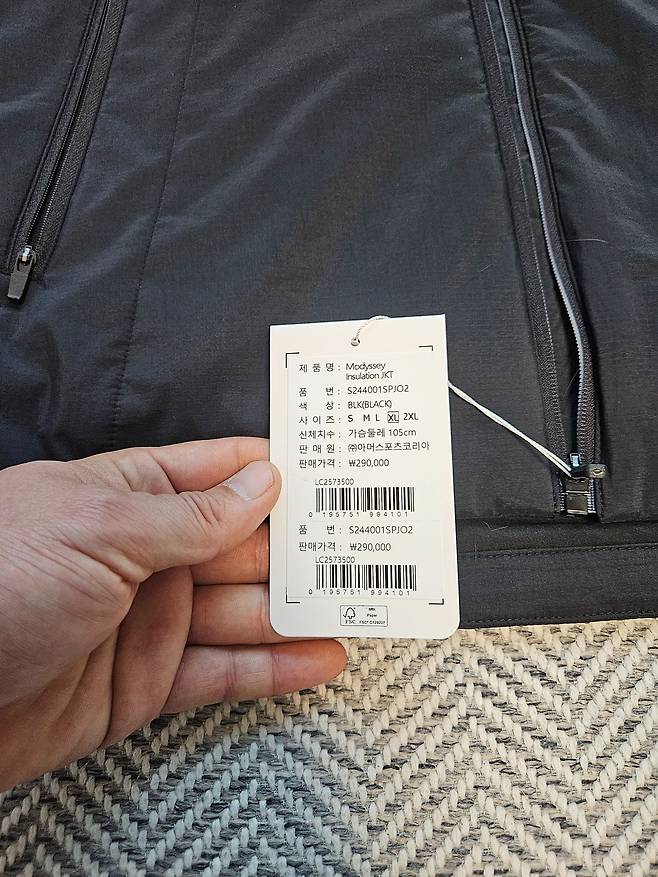 제 품 명 : Modyssey
Insulation JKT
품 번 : S244001SPJO2
색 상 : BLK(BLACK)
사 이 즈 : S M L XL 2XL
신체치수 : 가슴둘레 105cm
판 매 원 : ㈜아머스포츠코리아
판매가격 : ₩290,000
LC2573500
0 195751 994101
품 번 : S244001SPJO2
판매가격 : ₩290,000
LC2573500
0 195751 994101
FSC
MIX
Paper